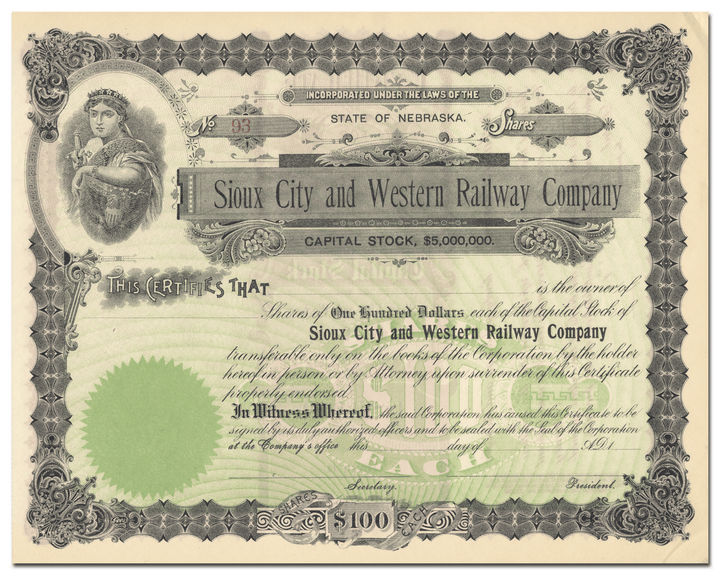 INCORPORATED UNDER THE LAWS OF THE
STATE OF NEBRASKA.
No 93 Shares
Sioux City and Western Railway Company
CAPITAL STOCK, $5,000,000.
THIS CERTIFIES THAT is the owner of
Shares of One Hundred Dollars each of the Capital Stock of
Sioux City and Western Railway Company
transferable only on the books of the Corporation by the holder
hereof in person or by Attorney upon surrender of this Certificate
properly endorsed.
In Witness Whereof, the said Corporation has caused this Certificate to be
signed by its duly authorized officers and to be sealed with the Seal of the Corporation
at the Company's office this day of A.D. 1
$100
EACH
Secretary. President.
SHARES $100 EACH